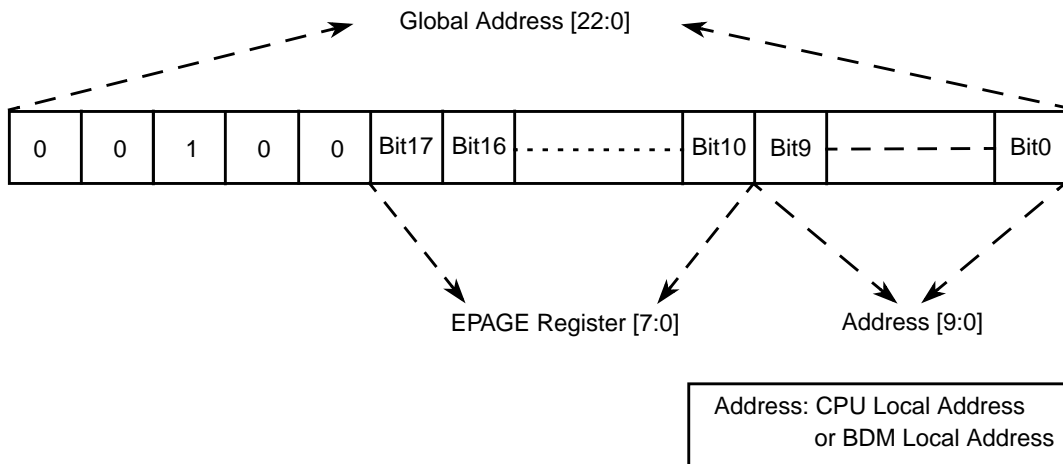 Global Address [22:0]
0 0 1 0 0 Bit17 Bit16 Bit10 Bit9 Bit0
EPAGE Register [7:0] Address [9:0]
Address: CPU Local Address
or BDM Local Address